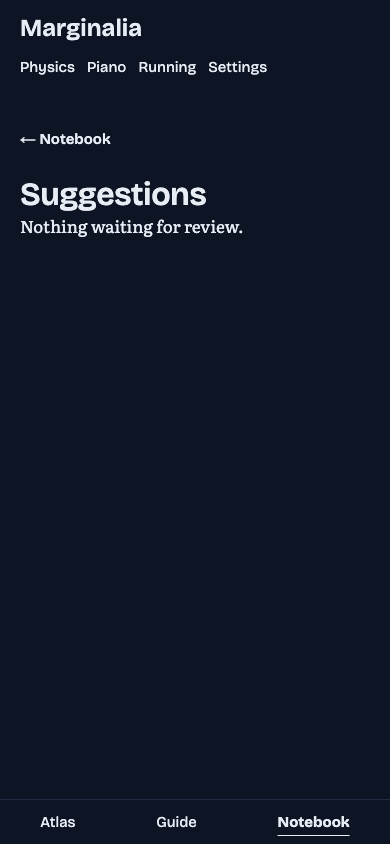 Marginalia
Physics Piano Running Settings
← Notebook
Suggestions
Nothing waiting for review.
Atlas Guide Notebook